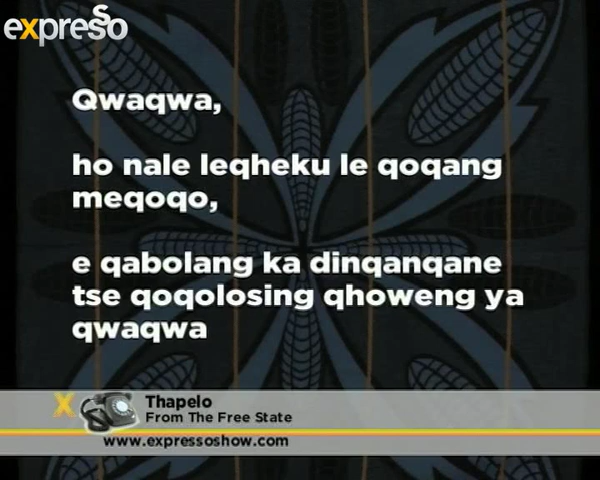 expresso
Qwaqwa,
ho nale leqheku le qoqang
meqoqo,
e qabolang ka dinqanqane
tse qoqolosing qhoweng ya
qwaqwa
X
Thapelo
From The Free State
www.expressoshow.com